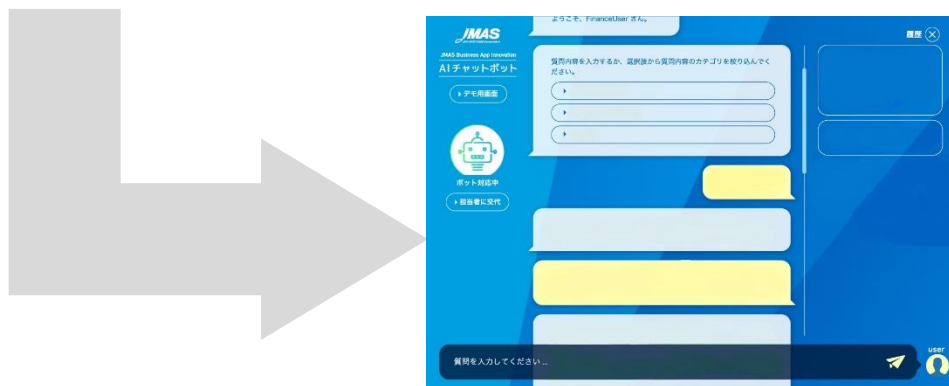 JMAS
JMAS Business App Innovation
AIチャットボット
デモ用画面
ボット対応中
担当者に交代
ようこそ、FinanceUser さん。
質問内容を入力するか、選択肢から質問内容のカテゴリを絞り込んでく
ださい。
履歴
質問を入力してください ...
user